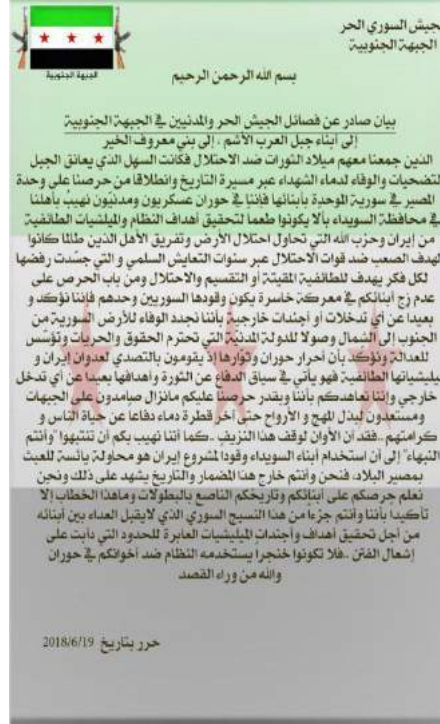 جيش السوري الحر
الجبهة الجنوبية
الجبهة الجنوبية
بسم الله الرحمن الرحيم
بيان صادر عن فصائل الجيش الحر والمدنيين في الجبهة الجنوبية
إلى أبناء جبل العرب الأشم ، إلى بني معروف الخير
الذين جمعنا معهم ميلاد الثورات ضد الاحتلال فكانت السهل الذي يعانق الجبل
لتضحيات والوفاء لدماء الشهداء عبر مسيرة التاريخ وانطلاقا من حرصنا على وحدة
المصير في سورية الموحدة بأبنائها فإننا في حوران عسكريون ومدنيون نهيب بأهلنا
في محافظة السويداء بألا يكونوا طعما لتحقيق أهداف النظام والميلشيات الطائفية
من إيران وحزب الله التي تحاول احتلال الأرض وتفريق الأهل الذين طالما كانوا
لهدف الصعب ضد قوات الاحتلال عبر سنوات التعايش السلمي و التي جسدت رفضها
لكل فكر يهدف للطائفية المقيتة أو التقسيم والاحتلال ومن باب الحرص على
عدم زج أبنائكم في معركة خاسرة يكون وقودها السوريين وحدهم فإننا نؤكد و
بعيدا عن أي تدخلات أو اجندات خارجية بأننا نجدد الوفاء للأرض السورية من
الجنوب إلى الشمال وصولا للدولة المدنية التي تحترم الحقوق والحريات وتؤسس
للعدالة ونؤكد بأن أحرار حوران وثوارها إذ يقومون بالتصدي لعدوان إيران و
مليشياتها الطائفية فهو يأتي في سياق الدفاع عن الثورة وأهدافها بعيدا عن أي تدخل
خارجي وإننا نعاهدكم بأننا وبقدر حرصنا عليكم مانزال صامدون على الجبهات
ومستعدون لبذل المهج و الأرواح حتى آخر قطرة دماء دفاعا عن حياة الناس و
كرامتهم ..فقد آن الأوان لوقف هذا النزيف ..كما أننا نهيب بكم أن تنتبهوا "وأنتم
النبهاء" إلى أن استخدام أبناء السويداء وقودا لمشروع إيران هو محاولة يائسة للعبث
بمصير البلاد، فنحن وأنتم خارج هذا المضمار والتاريخ يشهد على ذلك ونحن
نعلم حرصكم على أبنائكم وتاريخكم الناصع بالبطولات وماهذا الخطاب إلا
تأكيدا بأننا وأنتم جزءا من هذا النسيج السوري الذي لايقبل العداء بين أبنائه
من أجل تحقيق أهداف وأجندات الميليشيات العابرة للحدود التي دأبت على
إشعال الفتن ..فلا تكونوا خنجرا يستخدمه النظام ضد أخوانكم في حوران
والله من وراء القصد
حرر بتاريخ 2018/6/19